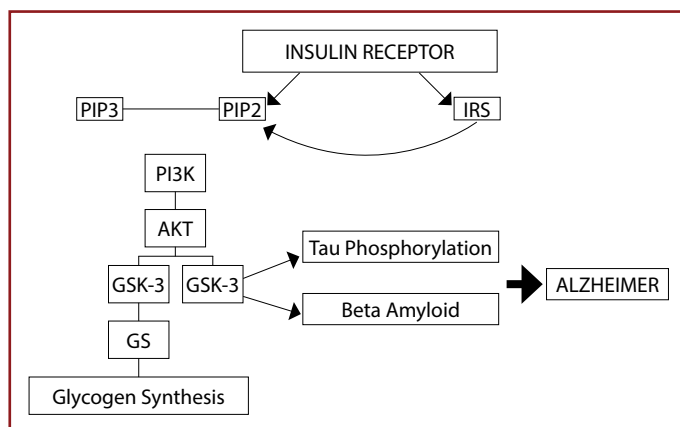 INSULIN RECEPTOR
PIP3
PIP2
IRS
PI3K
AKT
Tau Phosphorylation
GSK-3
GSK-3
ALZHEIMER
Beta Amyloid
GS
Glycogen Synthesis